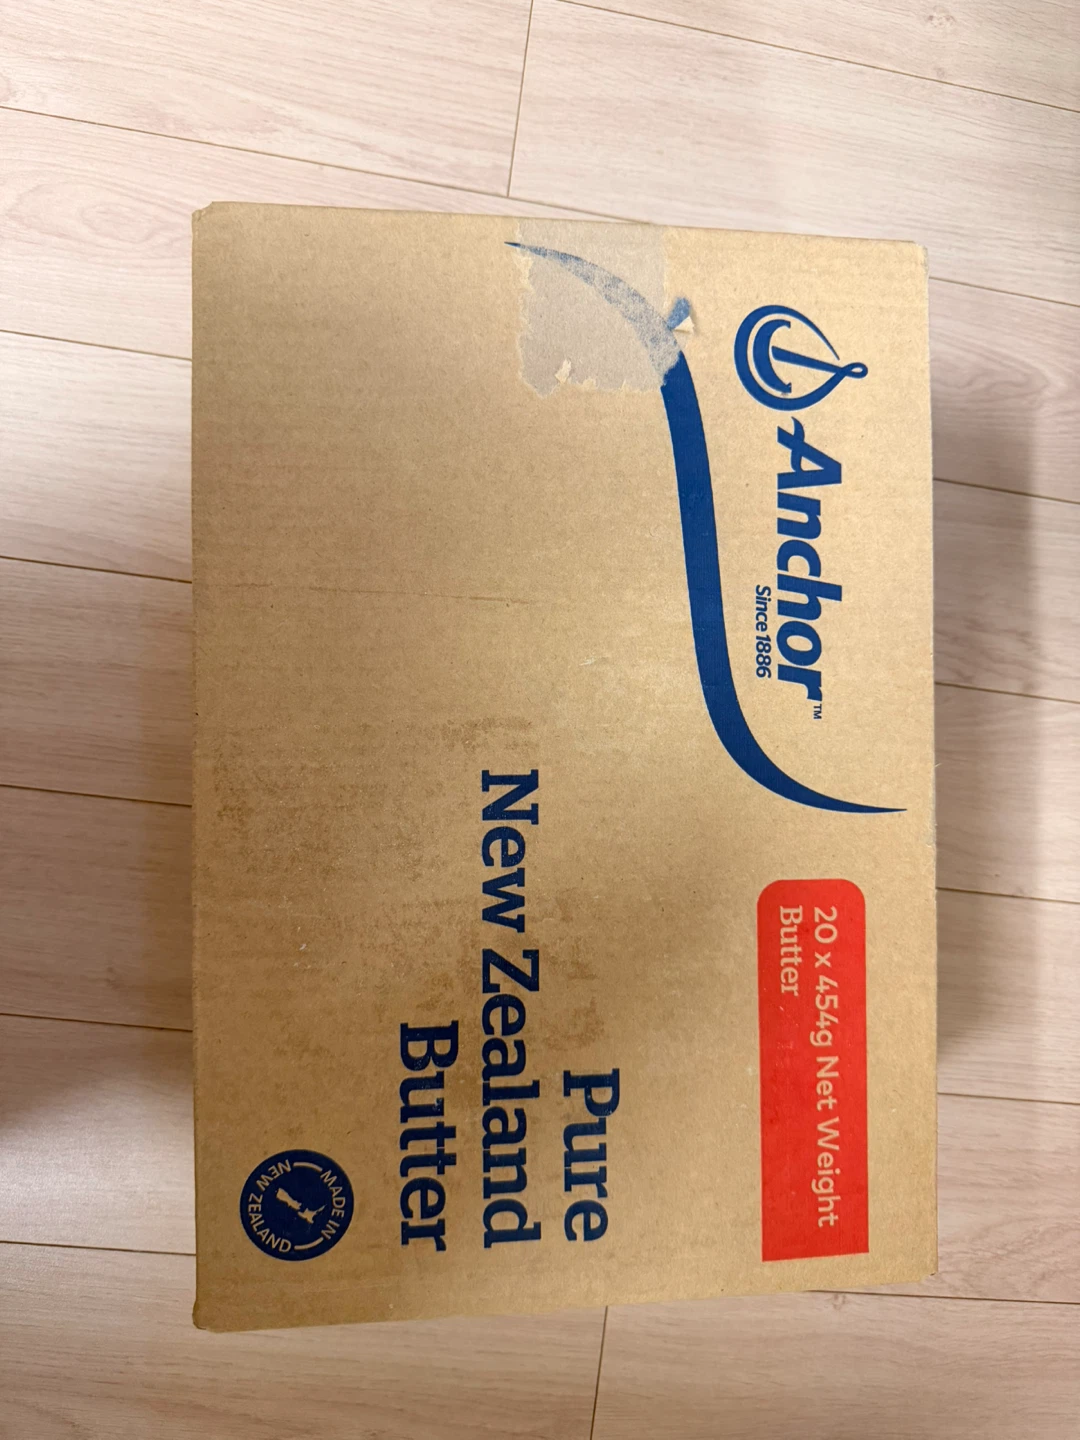 Anchor™
Since 1886
20 x 454g Net Weight
Butter
Pure
New Zealand
Butter
MADE IN
NEW ZEALAND